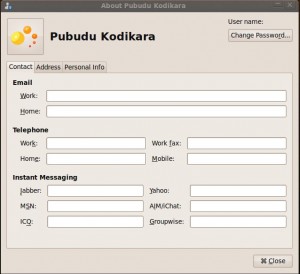 About Pubudu Kodikara
User name:
Pubudu Kodikara
Change Password...
Contact Address Personal Info
Email
Work:
Home:
Telephone
Work: Work fax:
Home: Mobile:
Instant Messaging
Jabber: Yahoo:
MSN: AIM/iChat:
ICQ: Groupwise:
Close